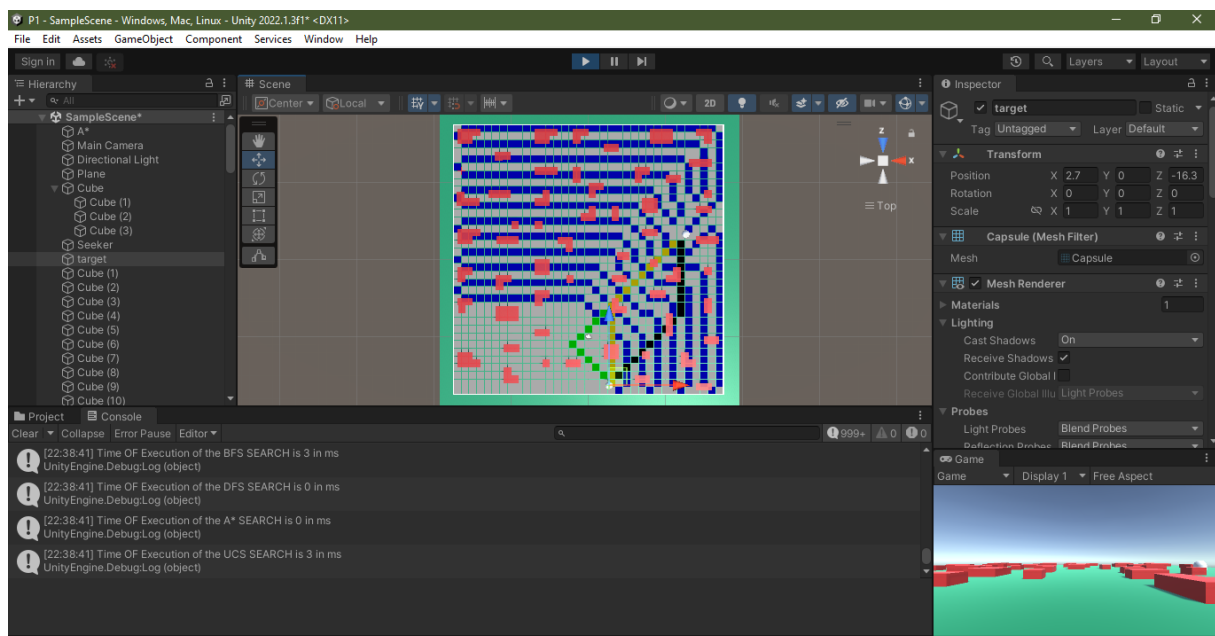 P1 - SampleScene - Windows, Mac, Linux - Unity 2022.1.3f1* <DX11>
File Edit Assets GameObject Component Services Window Help
Sign in
Layers
Layout
Hierarchy
All
SampleScene*
A*
Main Camera
Directional Light
Plane
Cube
Cube (1)
Cube (2)
Cube (3)
Seeker
target
Cube (1)
Cube (2)
Cube (3)
Cube (4)
Cube (5)
Cube (6)
Cube (7)
Cube (8)
Cube (9)
Cube (10)
Scene
Center
Local
2D
z
x
Top
Inspector
target
Static
Tag Untagged Layer Default
Transform
Position X 2.7 Y 0 Z -16.3
Rotation X 0 Y 0 Z 0
Scale X 1 Y 1 Z 1
Capsule (Mesh Filter)
Mesh Capsule
Mesh Renderer
Materials 1
Lighting
Cast Shadows On
Receive Shadows
Contribute Global I
Receive Global Illu Light Probes
Probes
Light Probes Blend Probes
Reflection Probes Blend Probes
Project Console
Clear Collapse Error Pause Editor 999+ 0 0
[22:38:41] Time OF Execution of the BFS SEARCH is 3 in ms
UnityEngine.Debug:Log (object)
[22:38:41] Time OF Execution of the DFS SEARCH is 0 in ms
UnityEngine.Debug:Log (object)
[22:38:41] Time OF Execution of the A* SEARCH is 0 in ms
UnityEngine.Debug:Log (object)
[22:38:41] Time OF Execution of the UCS SEARCH is 3 in ms
UnityEngine.Debug:Log (object)
Game
Game Display 1 Free Aspect